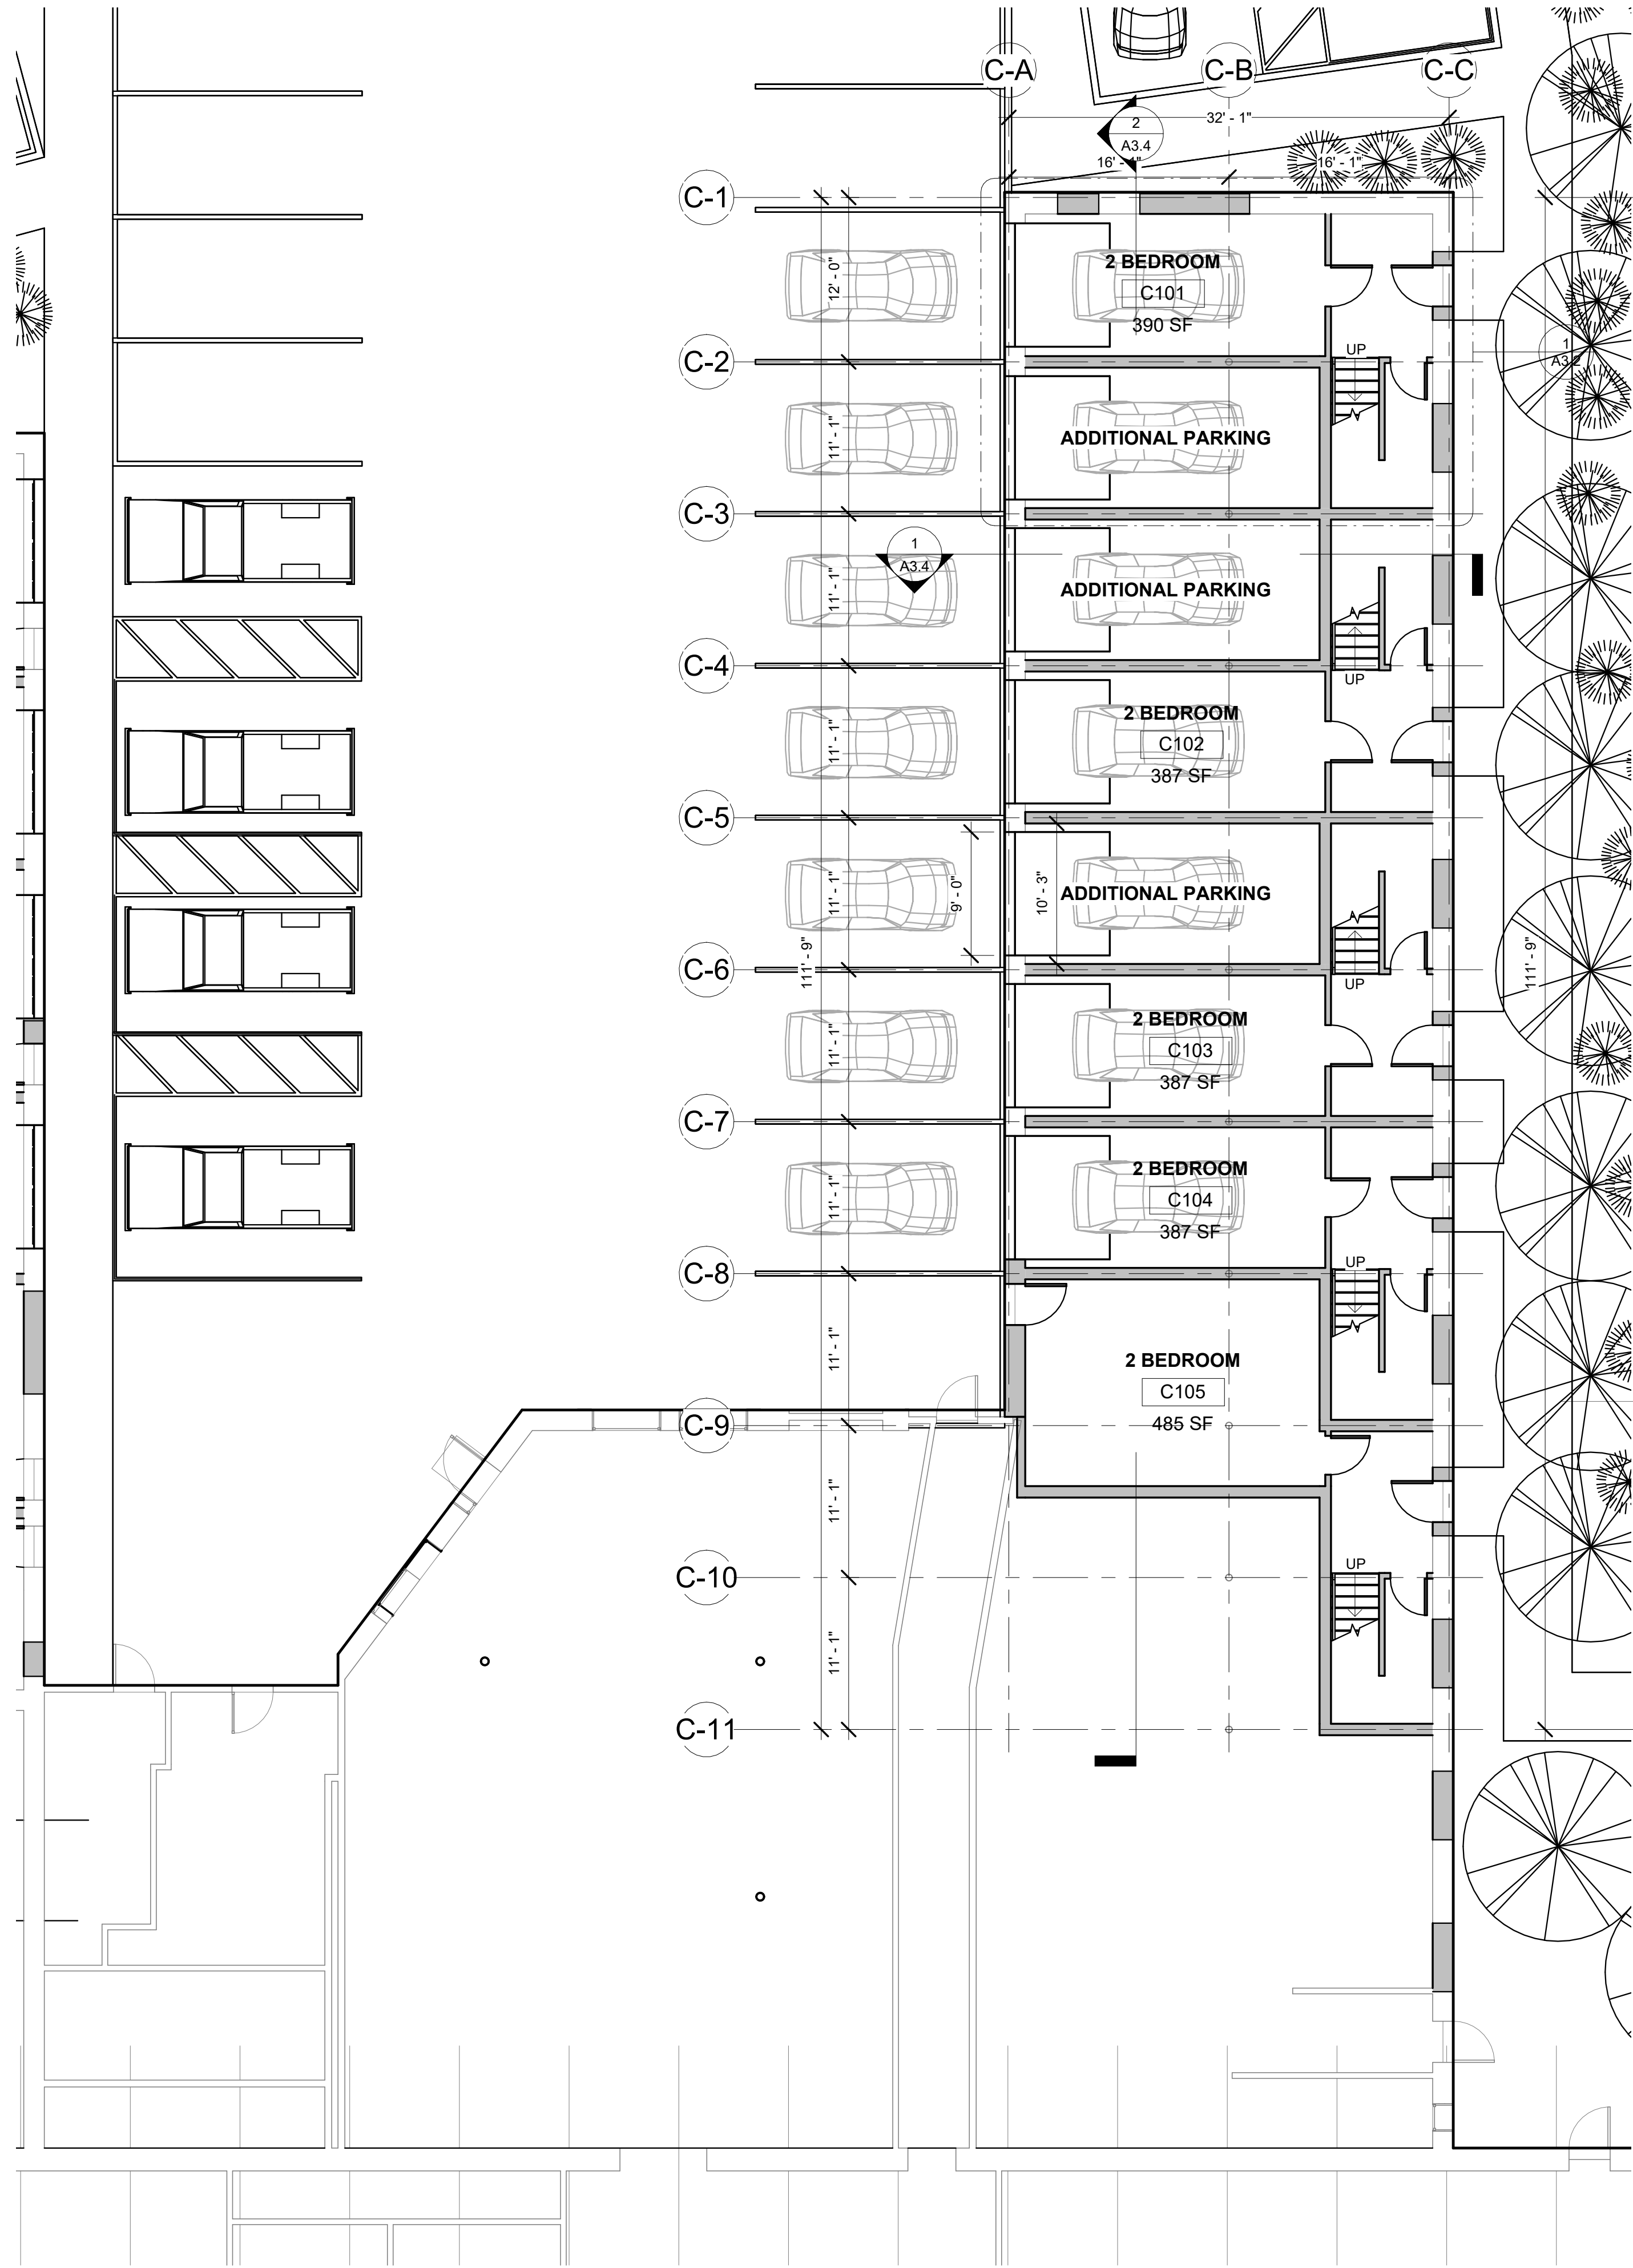 C-A
C-B
C-C
2
A3.4
32' - 1"
16' - 1"
16' - 1"
C-1
12' - 0"
2 BEDROOM
C101
390 SF
1
A3.2
C-2
UP
11' - 1"
ADDITIONAL PARKING
C-3
1
A3.4
11' - 1"
ADDITIONAL PARKING
C-4
UP
2 BEDROOM
C102
387 SF
11' - 1"
C-5
11' - 1"
9' - 0"
10' - 3"
ADDITIONAL PARKING
111' - 9"
111' - 9"
C-6
UP
2 BEDROOM
C103
387 SF
11' - 1"
C-7
2 BEDROOM
C104
387 SF
11' - 1"
C-8
UP
11' - 1"
2 BEDROOM
C105
485 SF
C-9
11' - 1"
C-10
UP
11' - 1"
C-11